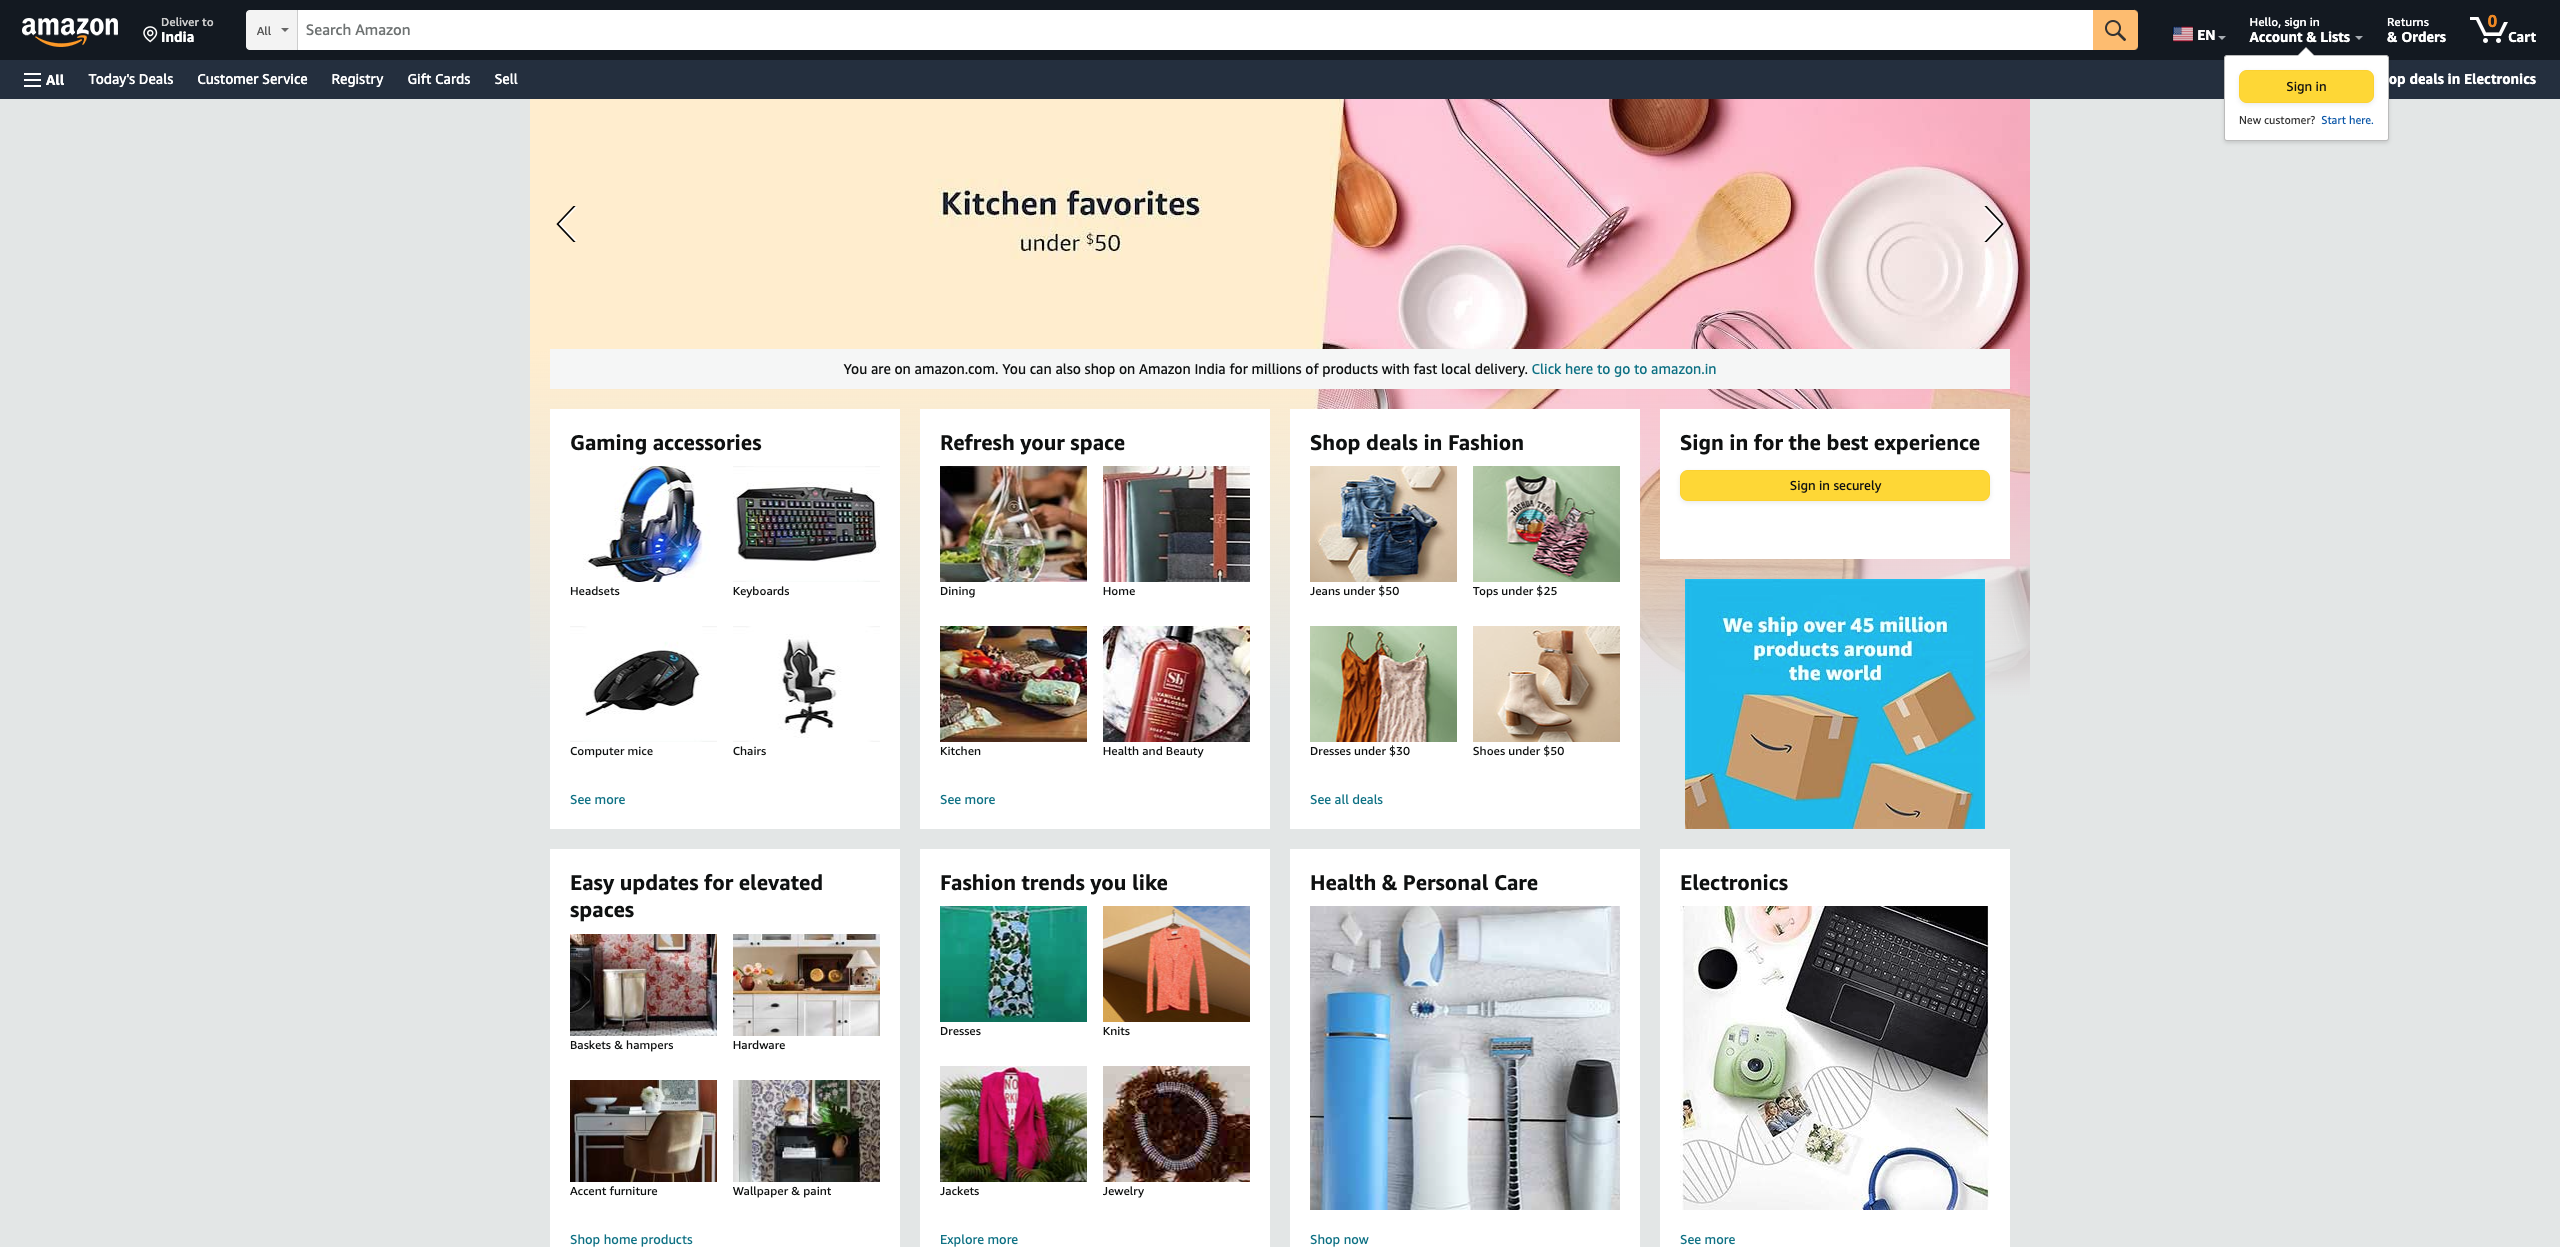 amazon
Deliver to
India
All
Search Amazon
EN
Hello, sign in
Account & Lists
Returns
& Orders
0
Cart
All
Today's Deals
Customer Service
Registry
Gift Cards
Sell
op deals in Electronics
Sign in
New customer? Start here.
Kitchen favorites
under $50
You are on amazon.com. You can also shop on Amazon India for millions of products with fast local delivery. Click here to go to amazon.in
Gaming accessories
Headsets
Keyboards
Computer mice
Chairs
See more
Refresh your space
Dining
Home
Kitchen
Sb
VANILLA &
LILY BLOSSOM
Health and Beauty
See more
Shop deals in Fashion
Jeans under $50
JOSHUA TREE
Tops under $25
Dresses under $30
Shoes under $50
See all deals
Sign in for the best experience
Sign in securely
We ship over 45 million
products around
the world
Easy updates for elevated
spaces
Baskets & hampers
Hardware
Accent furniture
Wallpaper & paint
Shop home products
Fashion trends you like
Dresses
Knits
Jackets
Jewelry
Explore more
Health & Personal Care
Shop now
Electronics
See more